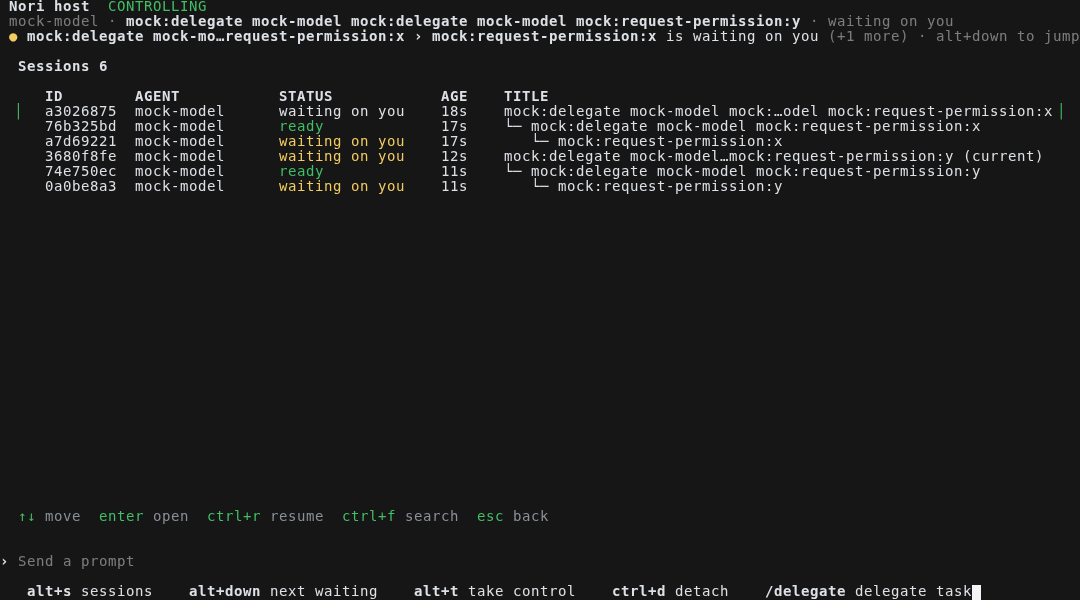 Nori host  CONTROLLING
mock-model · mock:delegate mock-model mock:delegate mock-model mock:request-permission:y · waiting on you
● mock:delegate mock-mo…request-permission:x › mock:request-permission:x is waiting on you (+1 more) · alt+down to jump
Sessions 6
ID  AGENT  STATUS  AGE  TITLE
a3026875  mock-model  waiting on you  18s  mock:delegate mock-model mock:…odel mock:request-permission:x
76b325bd  mock-model  ready  17s  └─ mock:delegate mock-model mock:request-permission:x
a7d69221  mock-model  waiting on you  17s  └─ mock:request-permission:x
3680f8fe  mock-model  waiting on you  12s  mock:delegate mock-model…mock:request-permission:y (current)
74e750ec  mock-model  ready  11s  └─ mock:delegate mock-model mock:request-permission:y
0a0be8a3  mock-model  waiting on you  11s  └─ mock:request-permission:y
↑↓ move  enter open  ctrl+r resume  ctrl+f search  esc back
› Send a prompt
alt+s sessions  alt+down next waiting  alt+t take control  ctrl+d detach  /delegate delegate task